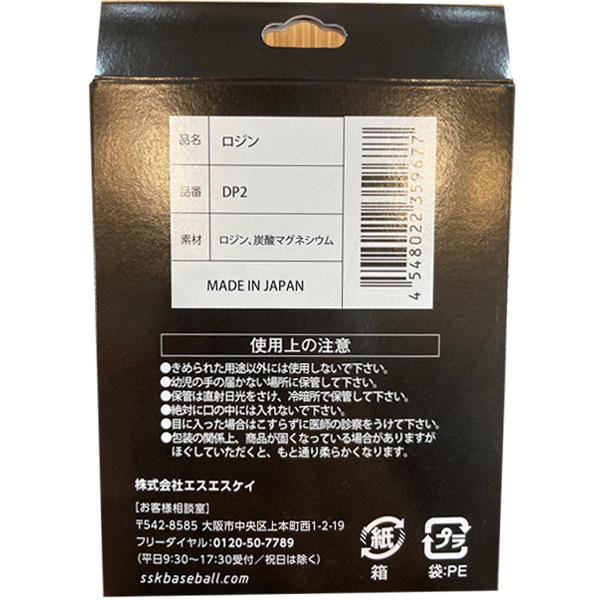 品名 ロジン
品番 DP2
素材 ロジン、炭酸マグネシウム
MADE IN JAPAN
4 548022 359677
使用上の注意
●きめられた用途以外には使用しないで下さい。
●幼児の手の届かない場所に保管して下さい。
●保管は直射日光をさけ、冷暗所で保管して下さい。
●絶対に口の中には入れないで下さい。
●目に入った場合はこすらずに医師の診察をうけて下さい。
●包装の関係上、商品が固くなっている場合がありますが
ほぐしていただくと、もと通り柔らかくなります。
株式会社エスエスケイ
[お客様相談室]
〒542-8585 大阪市中央区上本町西1-2-19
フリーダイヤル:0120-50-7789
(平日9:30〜17:30受付/祝日は除く)
sskbaseball.com
紙
箱
プラ
袋:PE